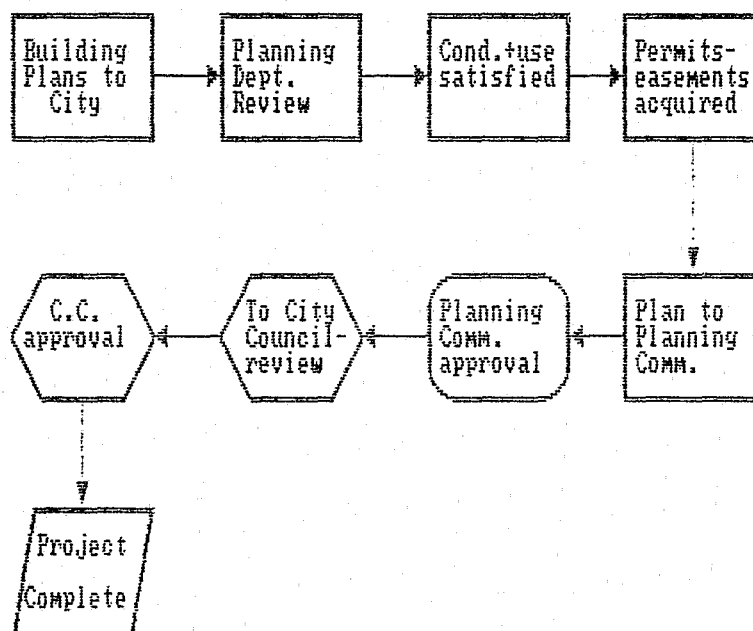 Building
Plans to
City
Planning
Dept.
Review
Cond.+use
satisfied
Permits-
easements
acquired
Plan to
Planning
Comm.
Planning
Comm.
approval
To City
Council-
review
C.C.
approval
Project
Complete